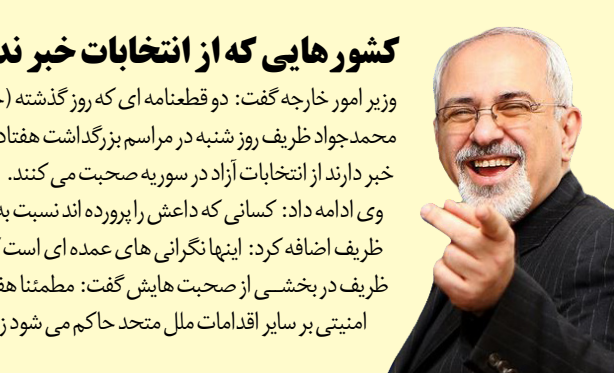 کشورهایی که از انتخابات خبر
وزیر امور خارجه گفت: دو قطعنامه ای که روز گذشته
محمدجواد ظریف روز شنبه در مراسم بزرگداشت هفتاد
خبر دارند از انتخابات آزاد در سوریه صحبت می کنند.
وی ادامه داد: کسانی که داعش را پرورده اند نسبت به
ظریف اضافه کرد: اینها نگرانی های عمده ای است
ظریف در بخشی از صحبت هایش گفت: مطمئنا
امنیتی بر سایر اقدامات ملل متحد حاکم می شود